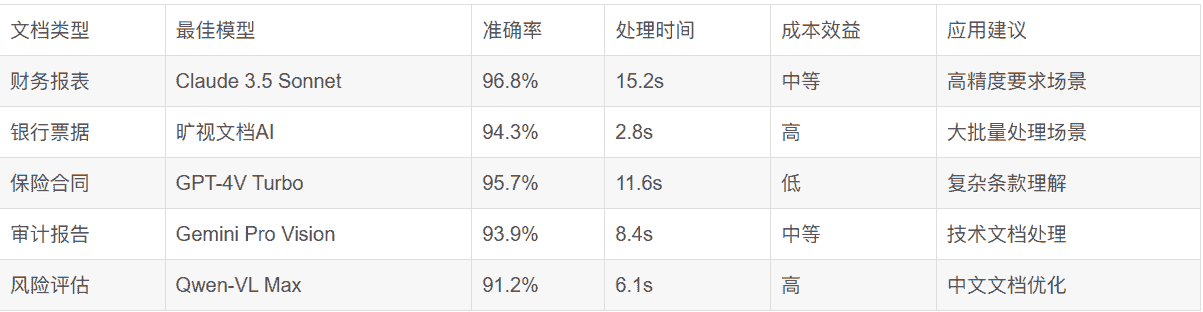 文档类型 最佳模型 准确率 处理时间 成本效益 应用建议
财务报表 Claude 3.5 Sonnet 96.8% 15.2s 中等 高精度要求场景
银行票据 旷视文档AI 94.3% 2.8s 高 大批量处理场景
保险合同 GPT-4V Turbo 95.7% 11.6s 低 复杂条款理解
审计报告 Gemini Pro Vision 93.9% 8.4s 中等 技术文档处理
风险评估 Qwen-VL Max 91.2% 6.1s 高 中文文档优化